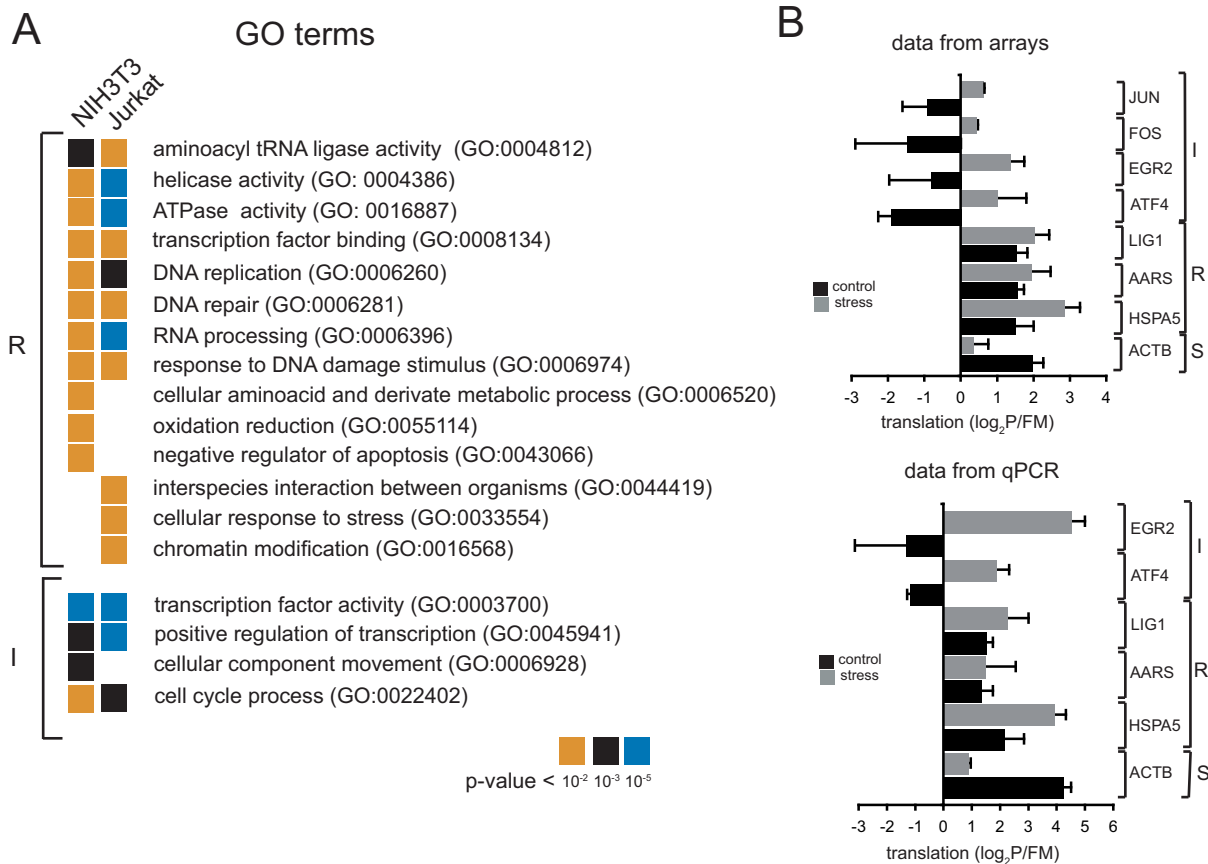 A
GO terms
NIH3T3
Jurkat
R
aminoacyl tRNA ligase activity (GO:0004812)
helicase activity (GO: 0004386)
ATPase activity (GO: 0016887)
transcription factor binding (GO:0008134)
DNA replication (GO:0006260)
DNA repair (GO:0006281)
RNA processing (GO:0006396)
response to DNA damage stimulus (GO:0006974)
cellular aminoacid and derivate metabolic process (GO:0006520)
oxidation reduction (GO:0055114)
negative regulator of apoptosis (GO:0043066)
interspecies interaction between organisms (GO:0044419)
cellular response to stress (GO:0033554)
chromatin modification (GO:0016568)
I
transcription factor activity (GO:0003700)
positive regulation of transcription (GO:0045941)
cellular component movement (GO:0006928)
cell cycle process (GO:0022402)
p-value < 10⁻² 10⁻³ 10⁻⁵
B
data from arrays
JUN
FOS
EGR2
ATF4
I
LIG1
AARS
HSPA5
R
ACTB
S
control
stress
-3 -2 -1 0 1 2 3 4
translation (log₂P/FM)
data from qPCR
EGR2
ATF4
I
LIG1
AARS
HSPA5
R
ACTB
S
control
stress
-3 -2 -1 0 1 2 3 4 5 6
translation (log₂P/FM)